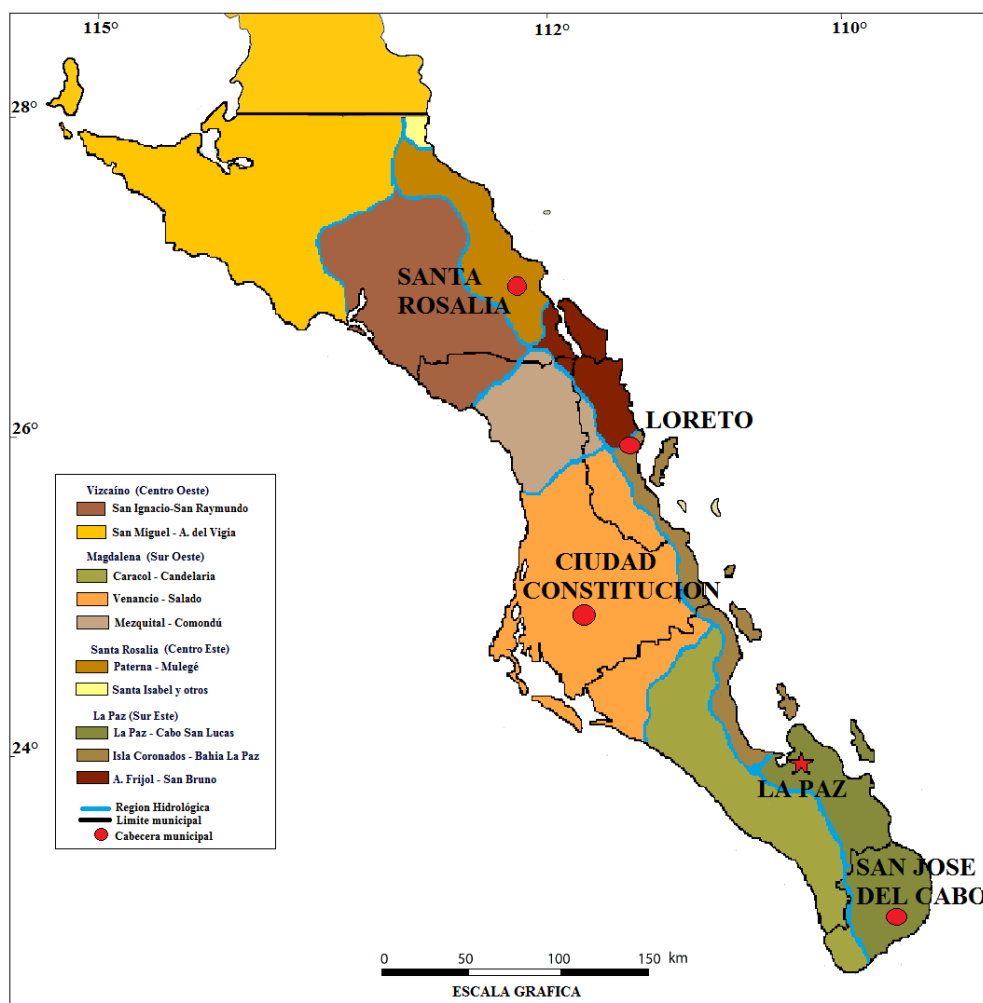 115°
112°
110°
28°
26°
24°
SANTA
ROSALIA
LORETO
CIUDAD
CONSTITUCION
LA PAZ
SAN JOSE
DEL CABO
Vizcaíno (Centro Oeste)
San Ignacio-San Raymundo
San Miguel - A. del Vigia
Magdalena (Sur Oeste)
Caracol - Candelaria
Venancio - Salado
Mezquital - Comondú
Santa Rosalia (Centro Este)
Paterna - Mulegé
Santa Isabel y otros
La Paz (Sur Este)
La Paz - Cabo San Lucas
Isla Coronados - Bahía La Paz
A. Frijol - San Bruno
Region Hidrológica
Limite municipal
Cabecera municipal
0 50 100 150 km
ESCALA GRAFICA